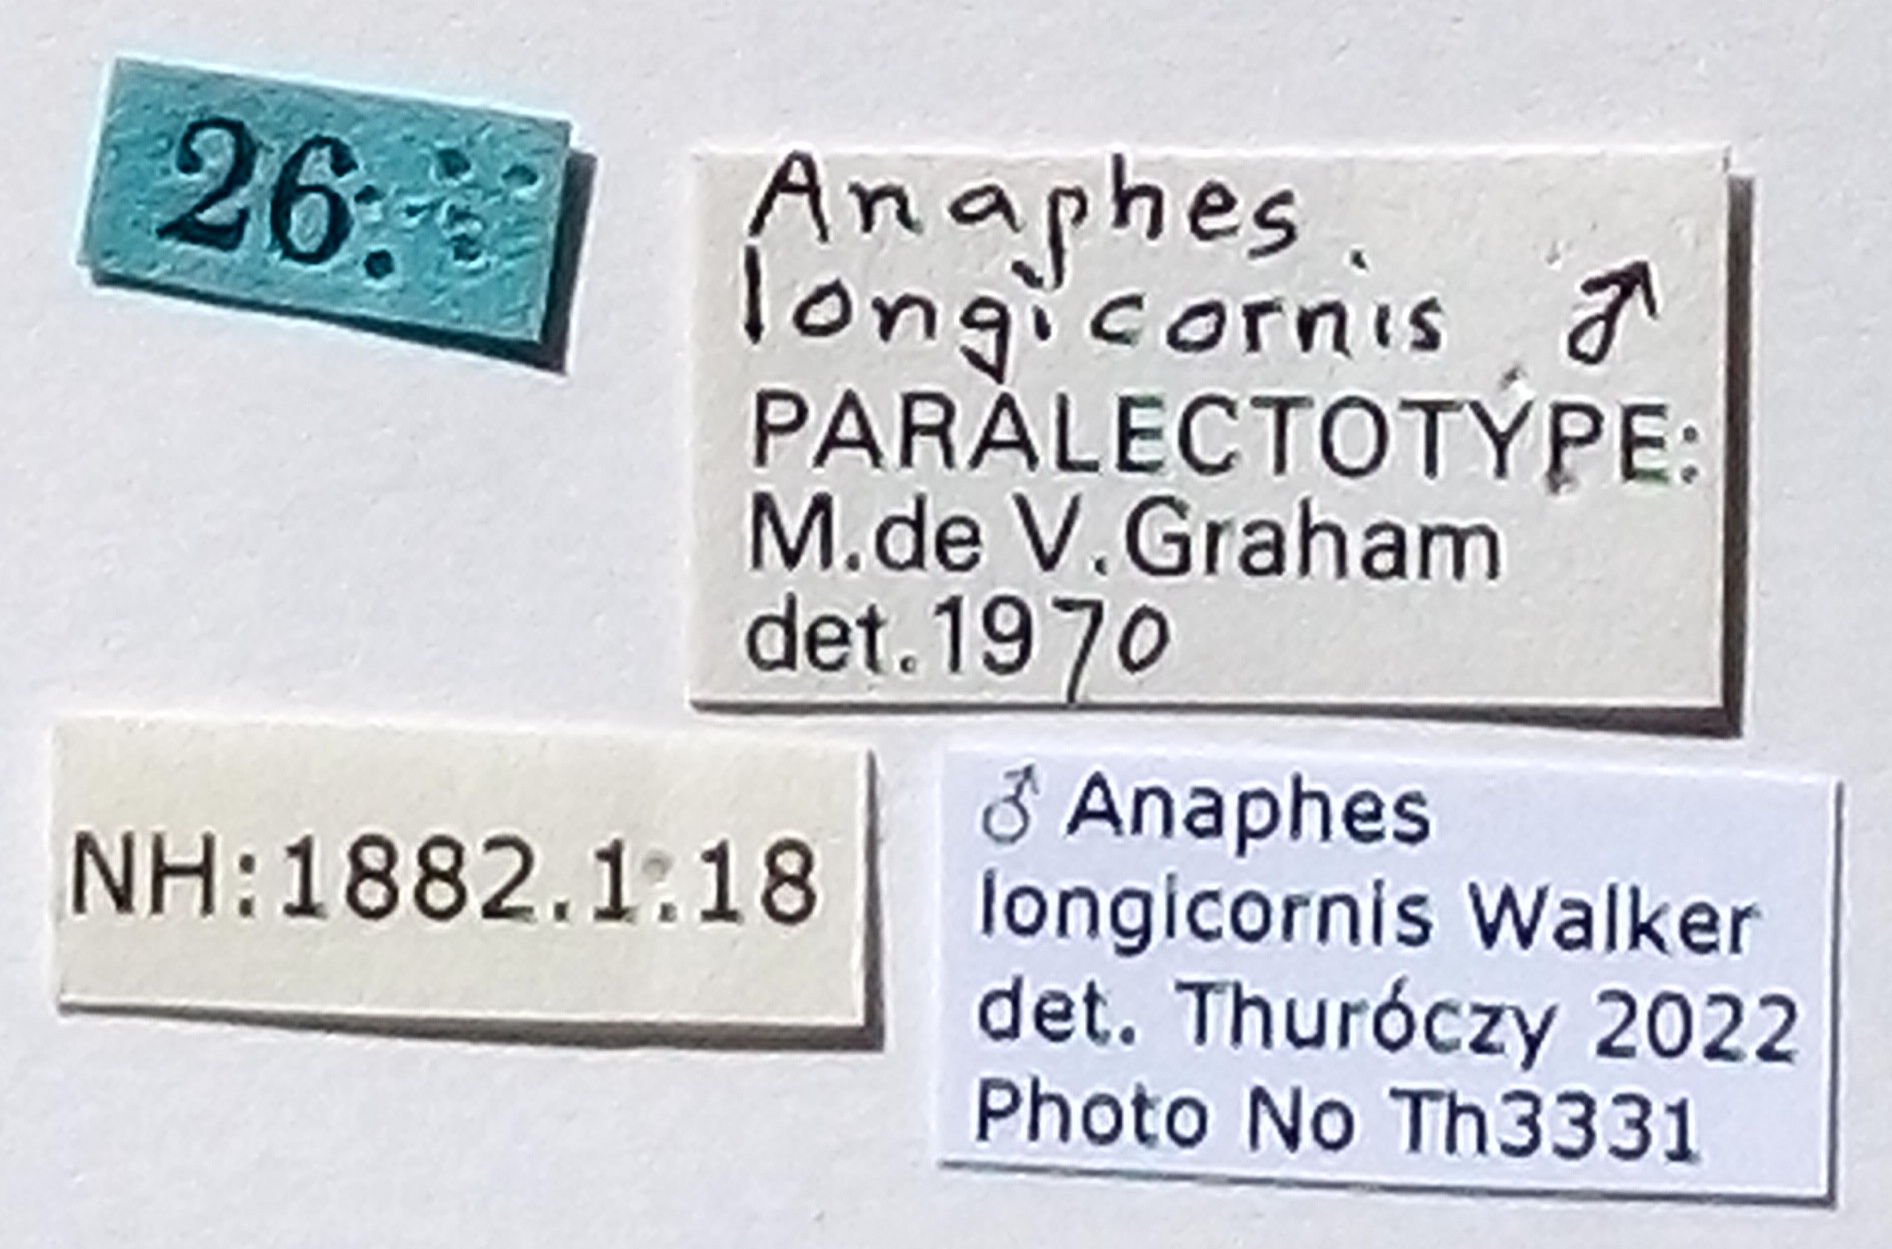 26.
Anaphes
longicornis ♂
PARALECTOTYPE:
M.de V.Graham
det.1970
NH:1882.1.18
♂ Anaphes
longicornis Walker
det. Thuróczy 2022
Photo No Th3331